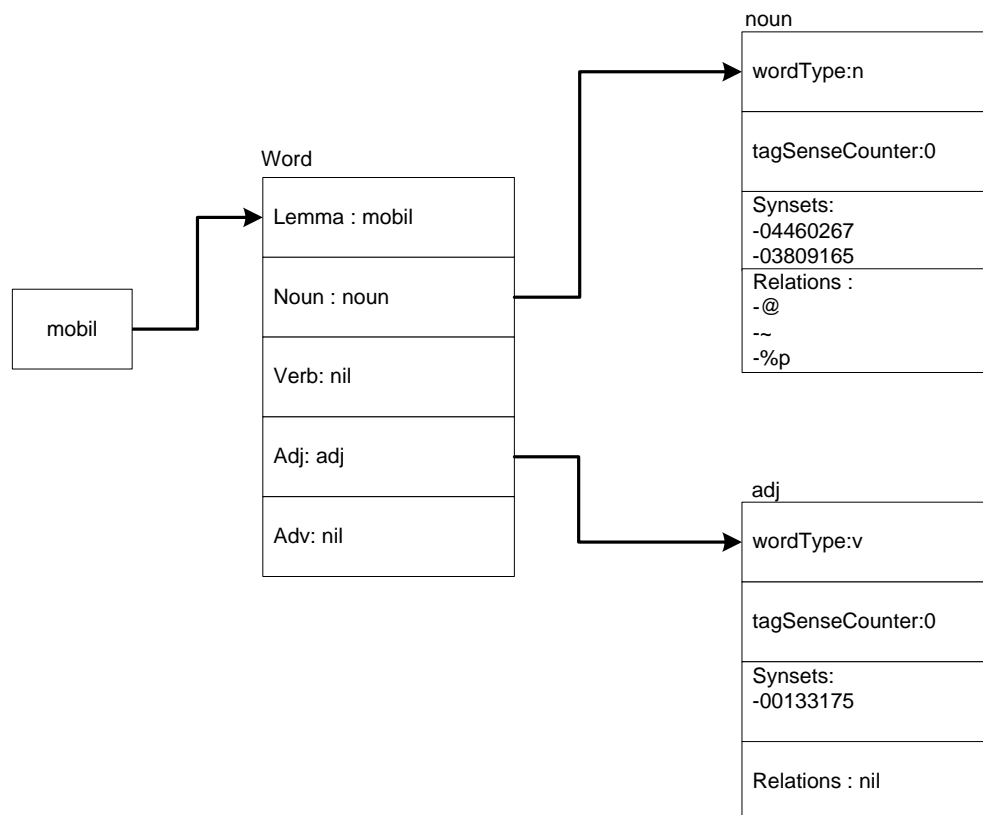 mobil
Word
Lemma : mobil
Noun : noun
Verb: nil
Adj: adj
Adv: nil
noun
wordType:n
tagSenseCounter:0
Synsets:
-04460267
-03809165
Relations :
-@
-~
-%p
adj
wordType:v
tagSenseCounter:0
Synsets:
-00133175
Relations : nil